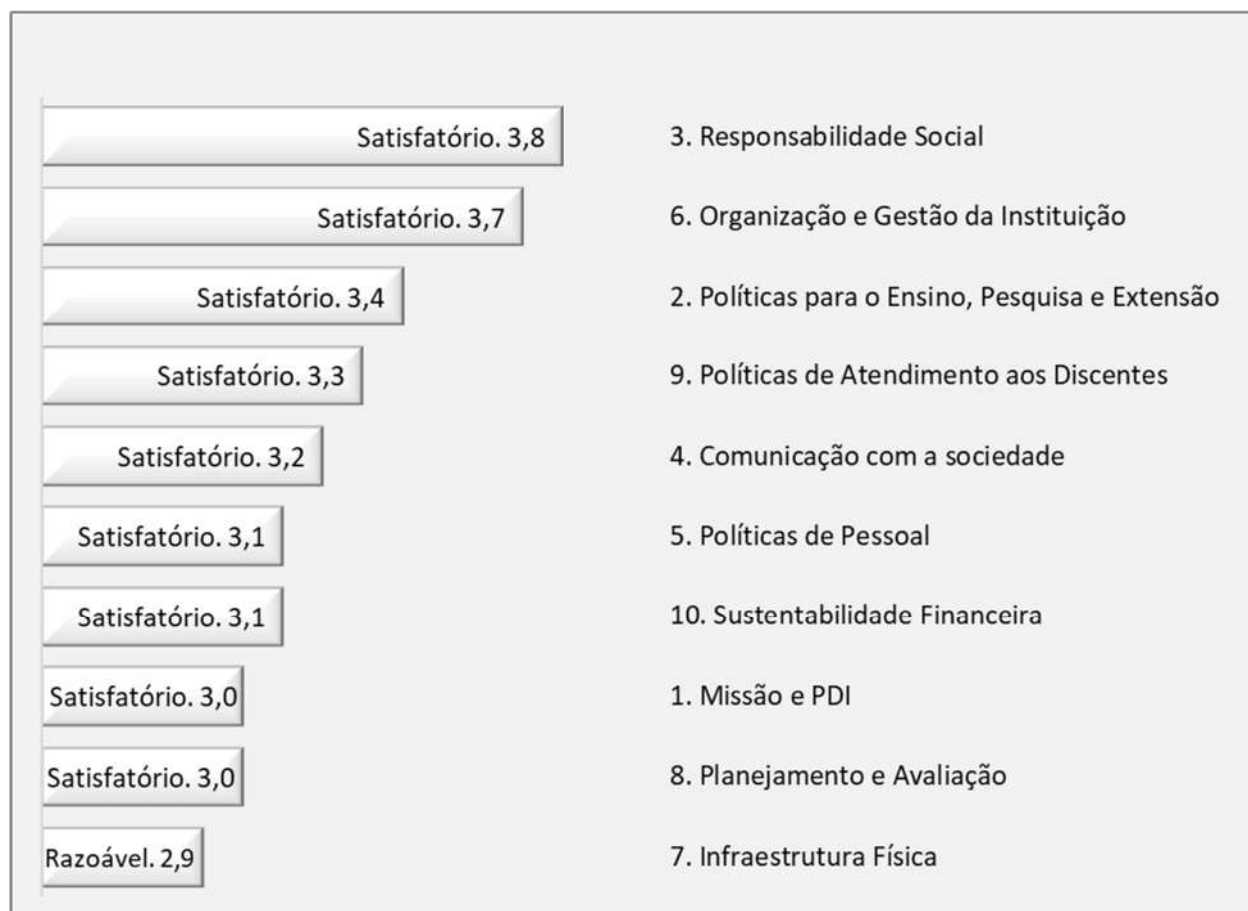 Satisfatório. 3,8 3. Responsabilidade Social
Satisfatório. 3,7 6. Organização e Gestão da Instituição
Satisfatório. 3,4 2. Políticas para o Ensino, Pesquisa e Extensão
Satisfatório. 3,3 9. Políticas de Atendimento aos Discentes
Satisfatório. 3,2 4. Comunicação com a sociedade
Satisfatório. 3,1 5. Políticas de Pessoal
Satisfatório. 3,1 10. Sustentabilidade Financeira
Satisfatório. 3,0 1. Missão e PDI
Satisfatório. 3,0 8. Planejamento e Avaliação
Razoável. 2,9 7. Infraestrutura Física